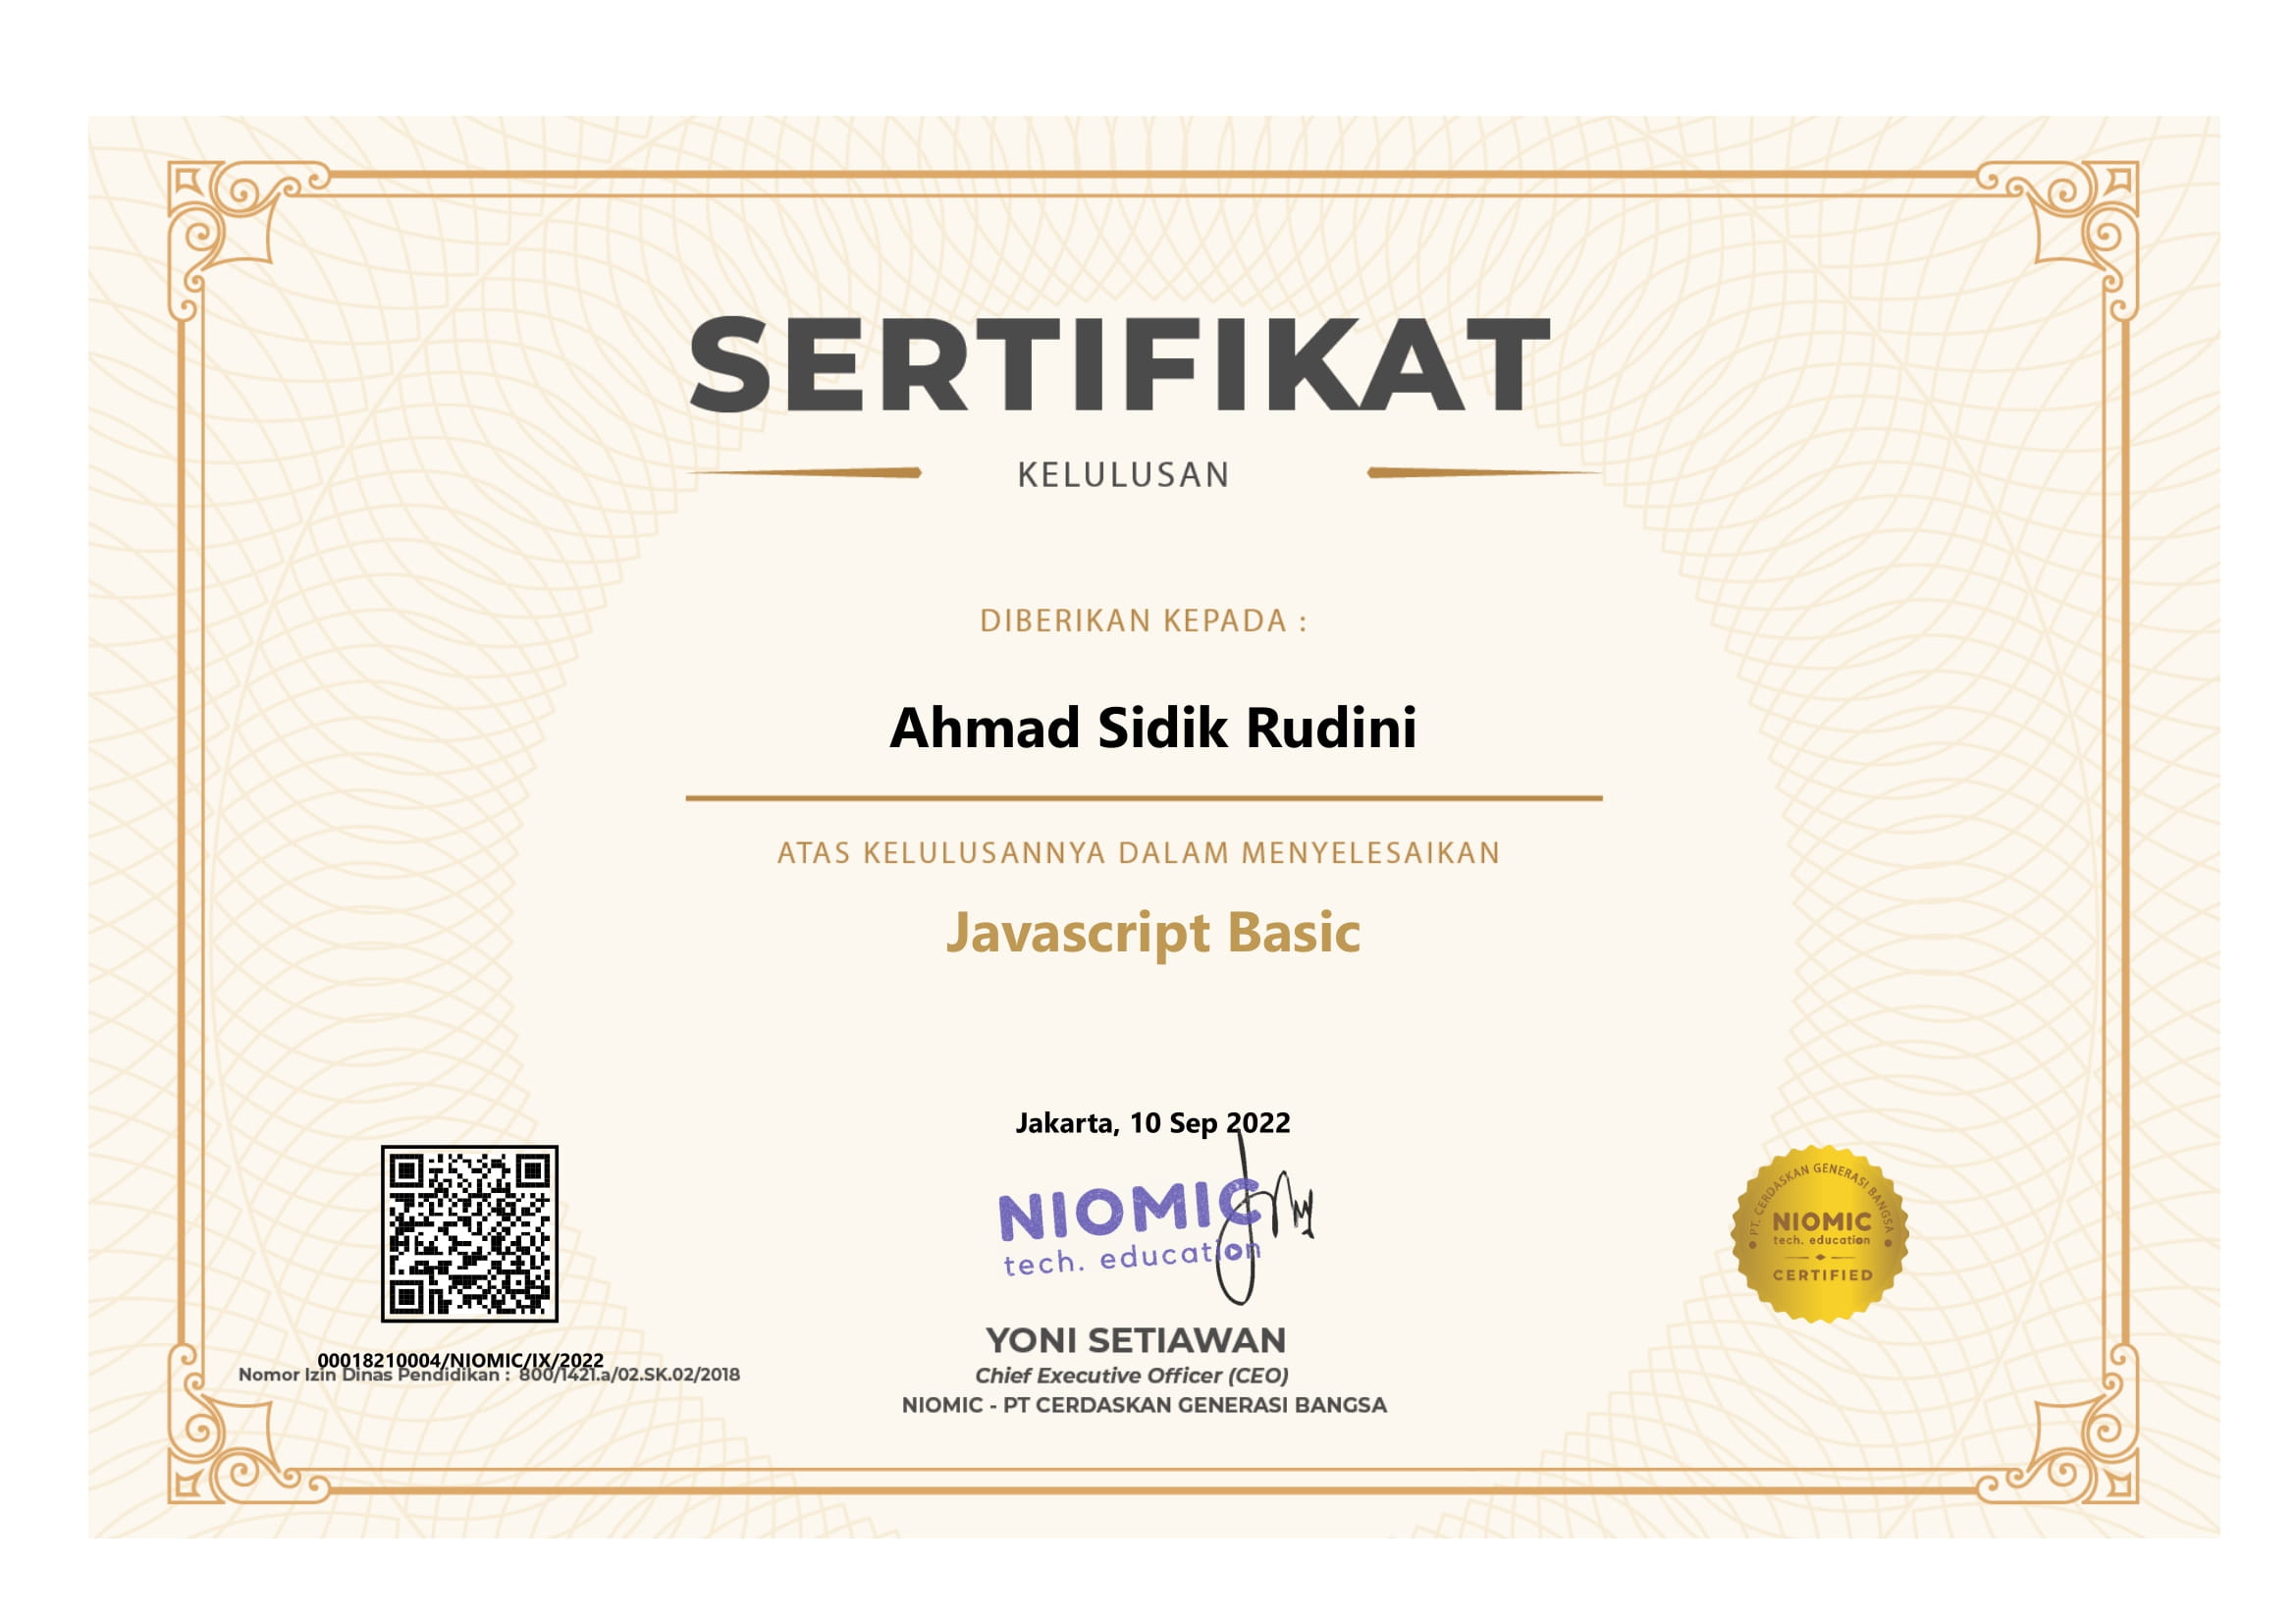 SERTIFIKAT
KELULUSAN
DIBERIKAN KEPADA :
Ahmad Sidik Rudini
ATAS KELULUSANNYA DALAM MENYELESAIKAN
Javascript Basic
Jakarta, 10 Sep 2022
NIOMIC
tech. education
YONI SETIAWAN
Chief Executive Officer (CEO)
NIOMIC - PT CERDASKAN GENERASI BANGSA
00018210004/NIOMIC/IX/2022
Nomor Izin Dinas Pendidikan : 800/1421.a/02.SK.02/2018
PT. CERDASKAN GENERASI BANGSA
NIOMIC
tech. education
CERTIFIED